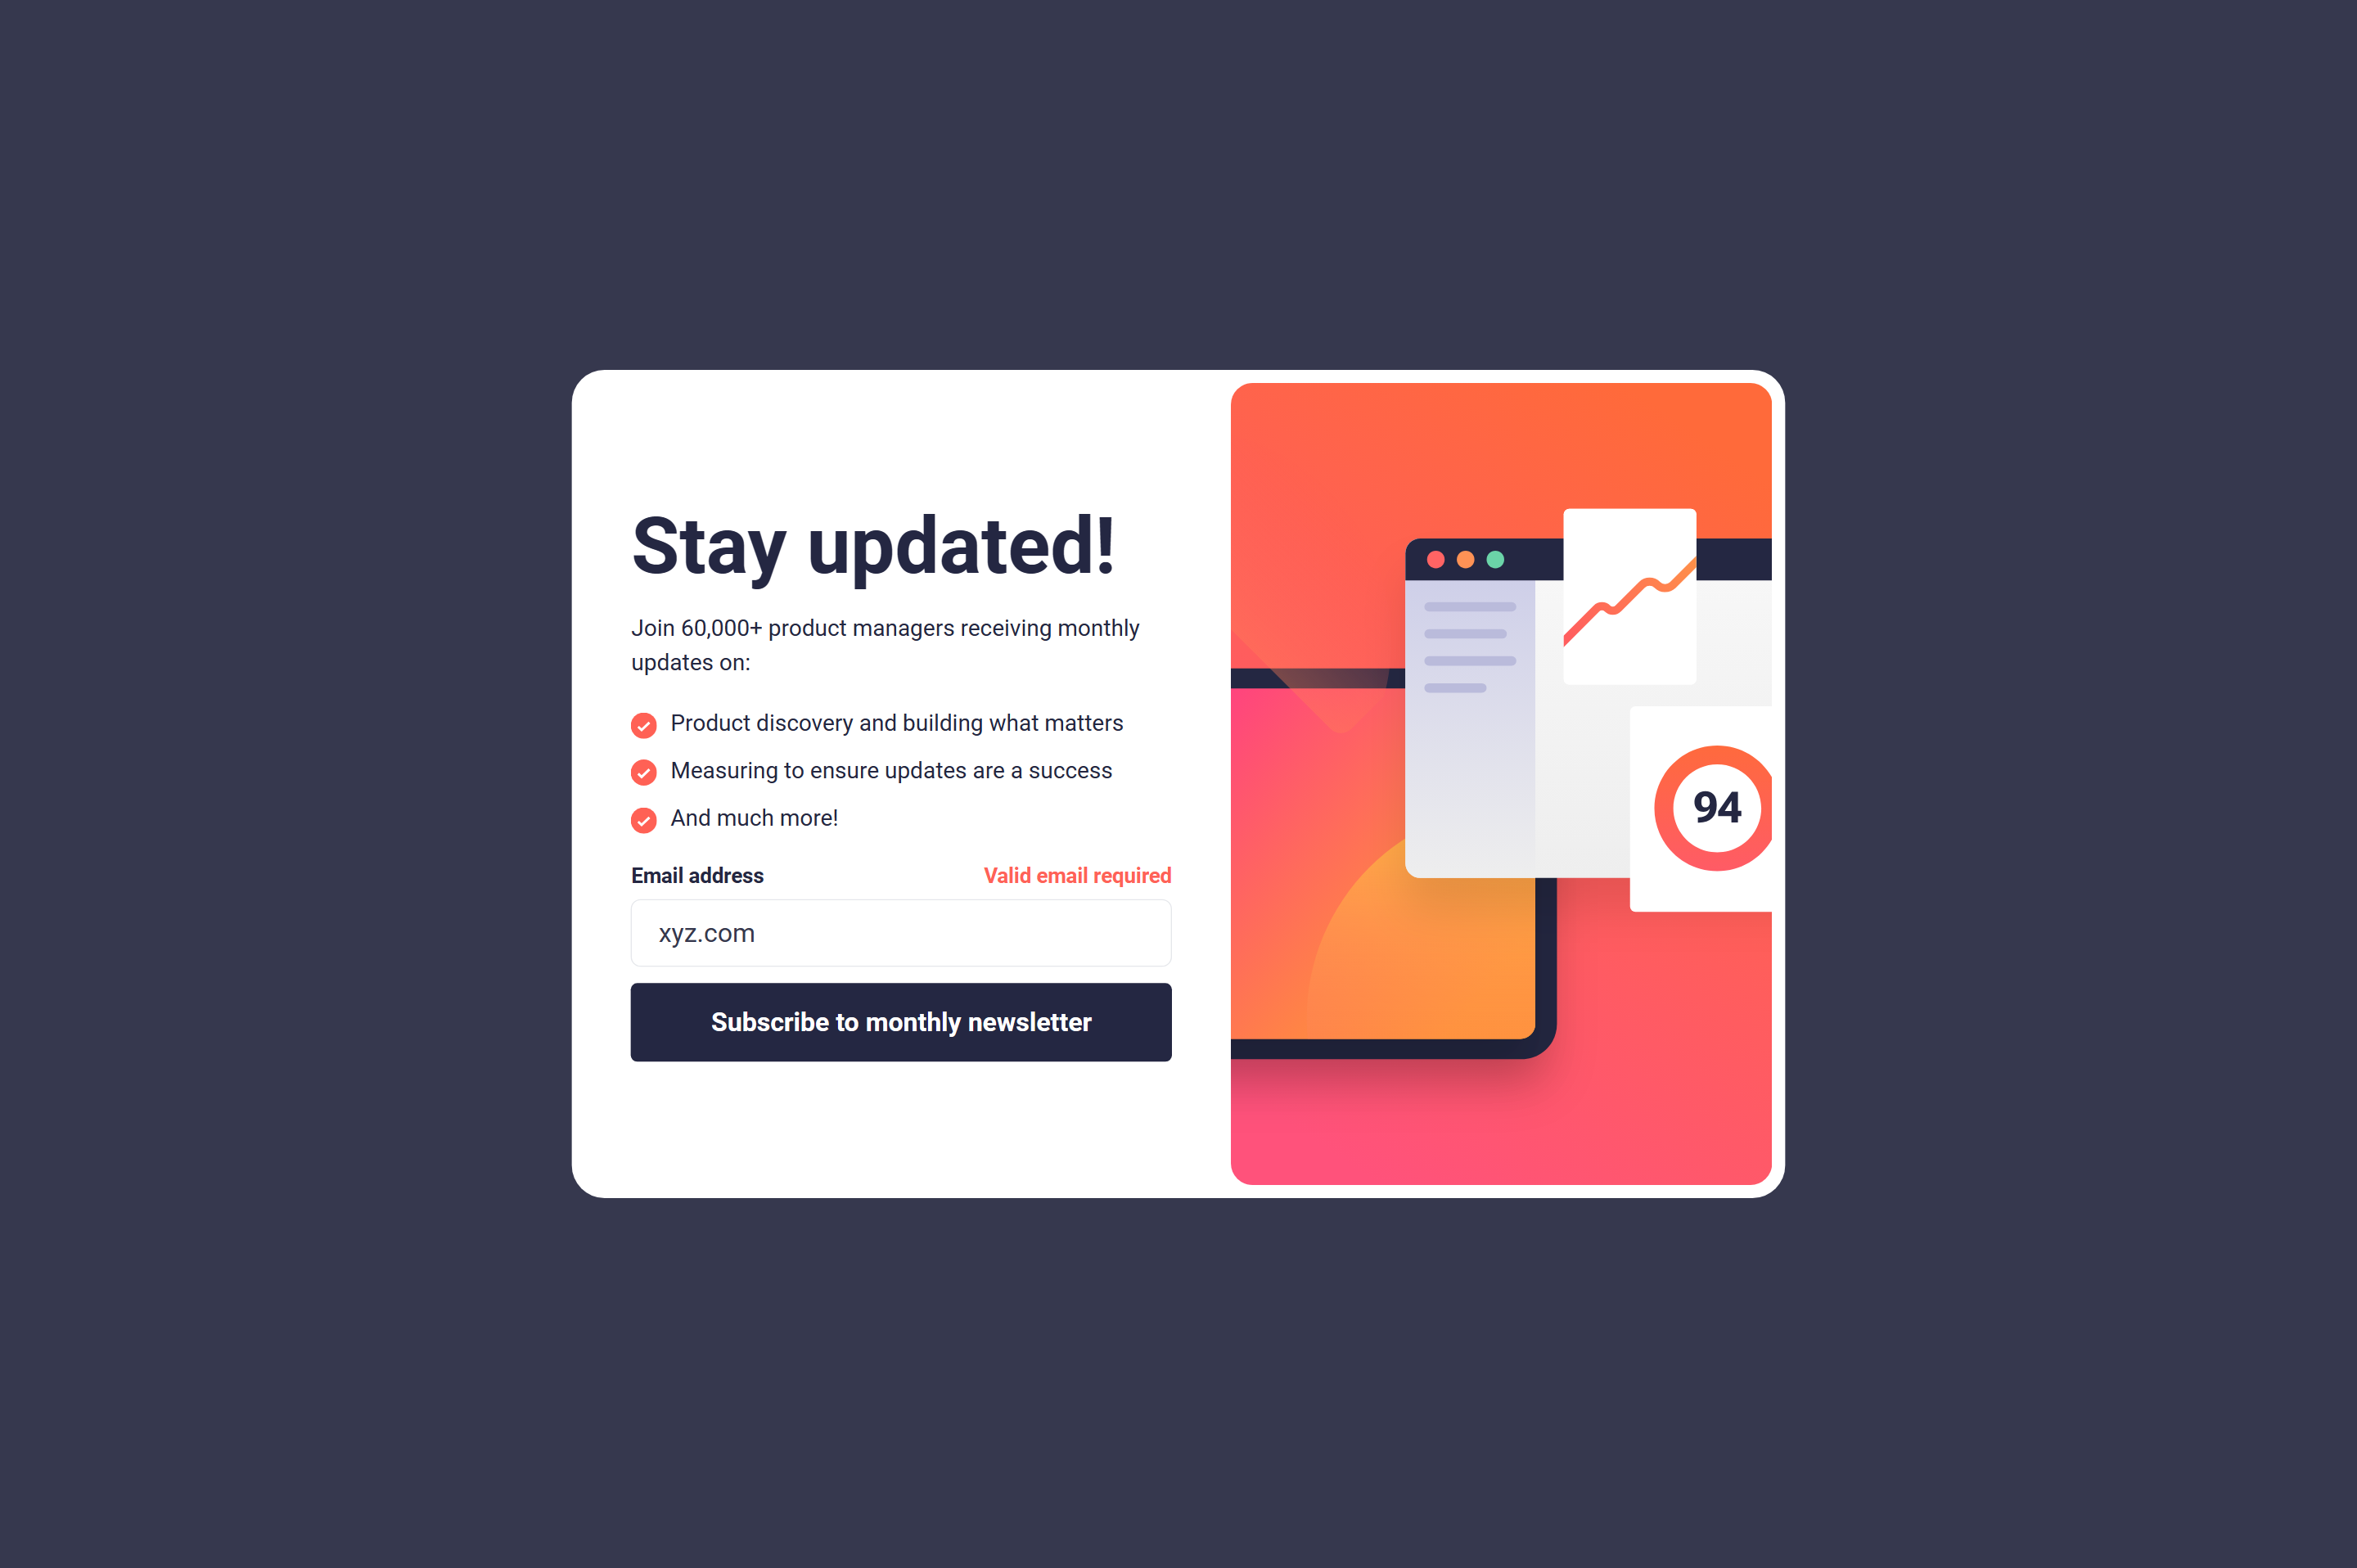 Stay updated!
Join 60,000+ product managers receiving monthly
updates on:
Product discovery and building what matters
Measuring to ensure updates are a success
And much more!
Email address
Valid email required
xyz.com
Subscribe to monthly newsletter
94